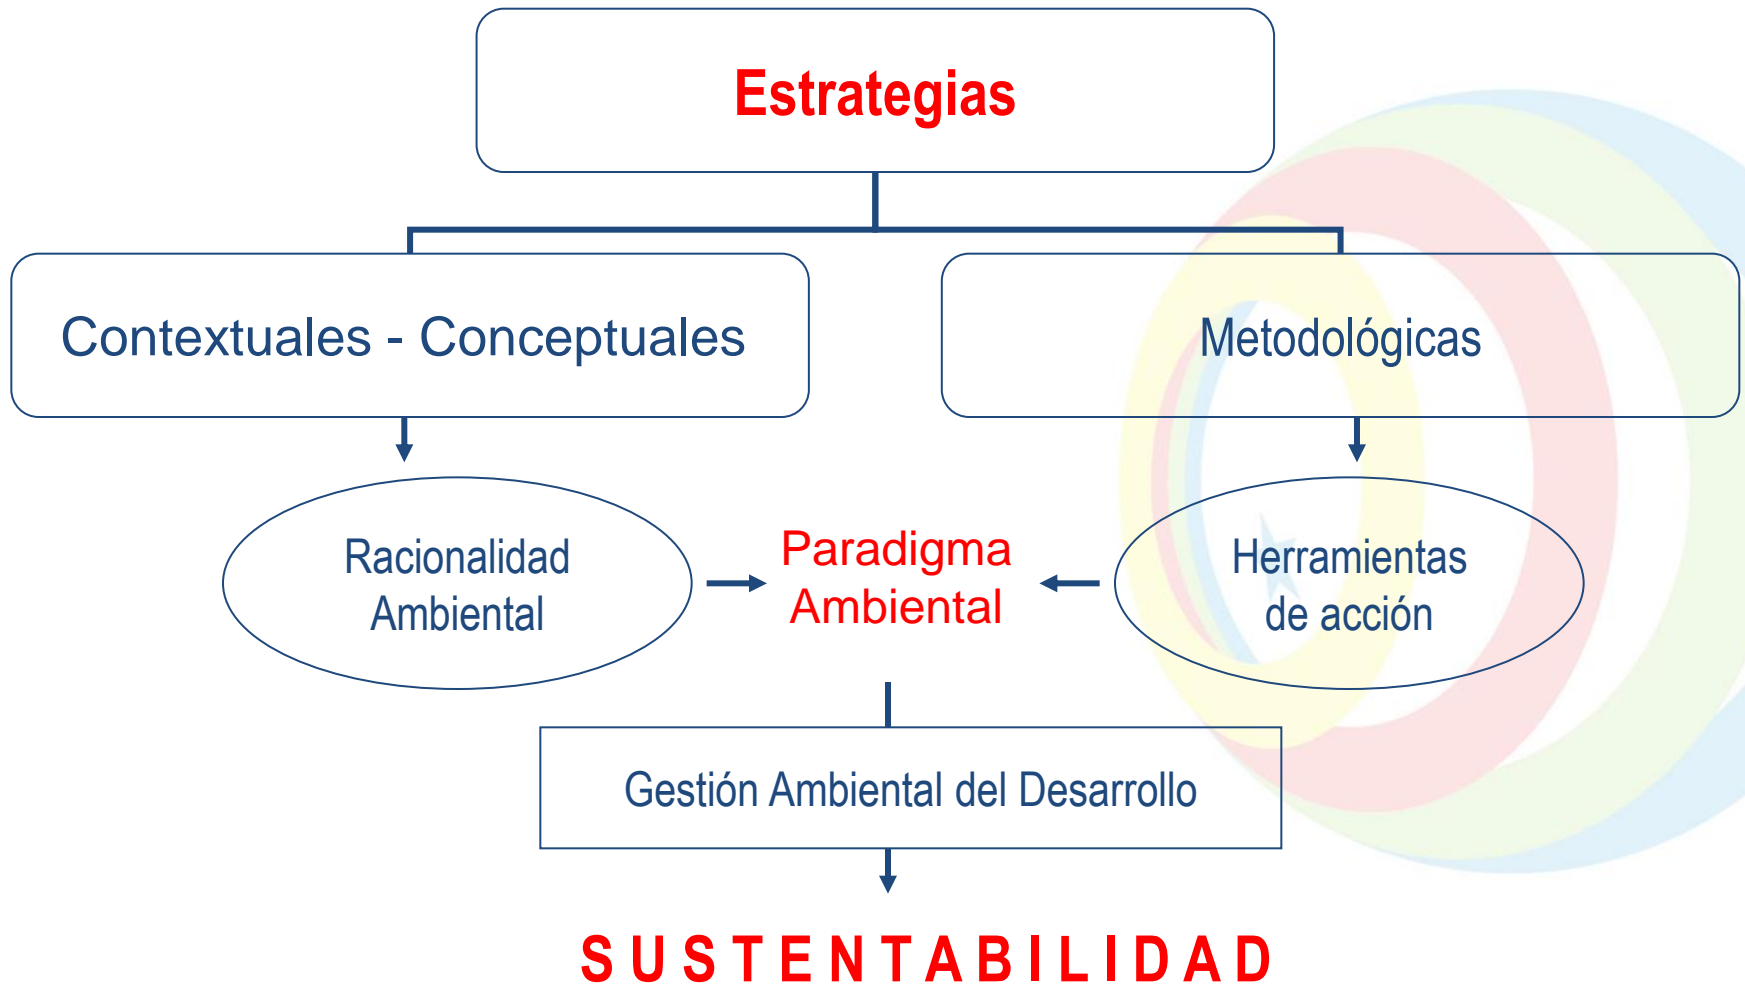 Estrategias
Contextuales - Conceptuales
Metodológicas
Racionalidad
Ambiental
Paradigma
Ambiental
Herramientas
de acción
Gestión Ambiental del Desarrollo
S U S T E N T A B I L I D A D